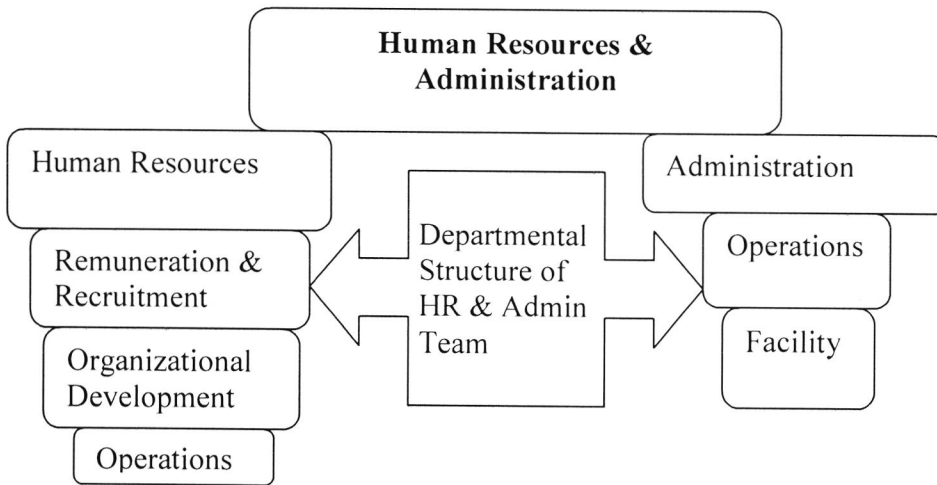 Human Resources &
Administration
Human Resources
Remuneration &
Recruitment
Organizational
Development
Operations
Departmental
Structure of
HR & Admin
Team
Administration
Operations
Facility